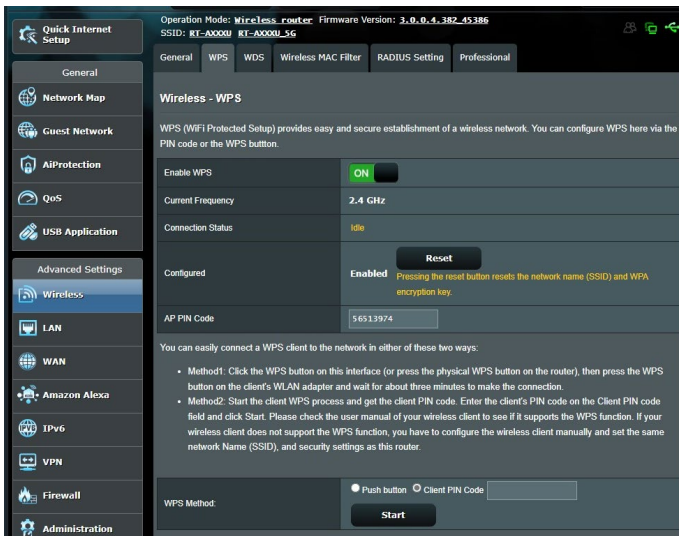 Quick Internet
Setup
General
Network Map
Guest Network
AiProtection
QoS
USB Application
Advanced Settings
Wireless
LAN
WAN
Amazon Alexa
IPv6
VPN
Firewall
Administration
Operation Mode: Wireless router Firmware Version: 3.0.0.4.382_45386
SSID: RT-AXXXU RT-AXXXU_5G
General WPS WDS Wireless MAC Filter RADIUS Setting Professional
Wireless - WPS
WPS (WiFi Protected Setup) provides easy and secure establishment of a wireless network. You can configure WPS here via the
PIN code or the WPS buttton.
Enable WPS ON
Current Frequency 2.4 GHz
Connection Status Idle
Configured Enabled Reset
Pressing the reset button resets the network name (SSID) and WPA
encryption key.
AP PIN Code 56513974
You can easily connect a WPS client to the network in either of these two ways:
• Method1: Click the WPS button on this interface (or press the physical WPS button on the router), then press the WPS
button on the client's WLAN adapter and wait for about three minutes to make the connection.
• Method2: Start the client WPS process and get the client PIN code. Enter the client's PIN code on the Client PIN code
field and click Start. Please check the user manual of your wireless client to see if it supports the WPS function. If your
wireless client does not support the WPS function, you have to configure the wireless client manually and set the same
network Name (SSID), and security settings as this router.
WPS Method: Push button Client PIN Code
Start